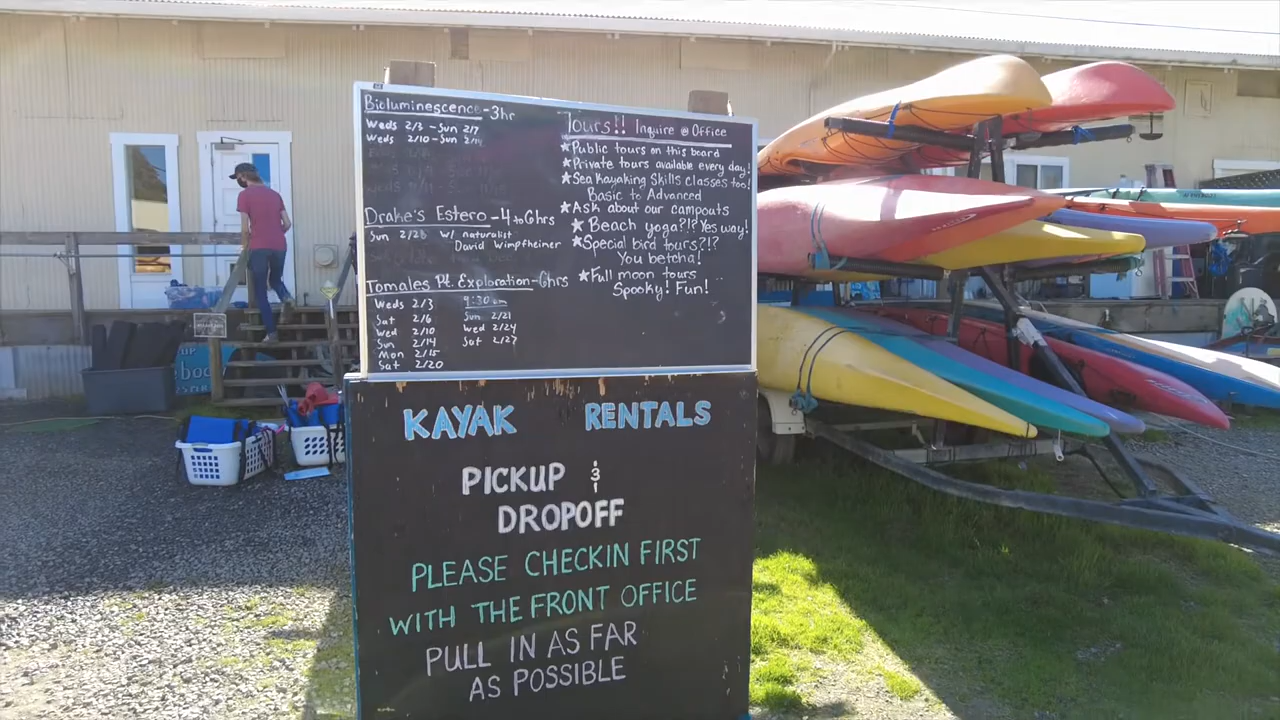 Bioluminescence-3hr
Weds 2/3 - Sun 2/7
Weds 2/10 - Sun 2/14
Drake's Estero - 4 to 6hrs
Sun 2/28 w/ naturalist
David Wimpfheiner
Tomales Pt. Exploration-6hrs
Weds 2/3 9:30am
Sat 2/6 Sun 2/21
Wed 2/10 Wed 2/24
Sun 2/14 Sat 2/27
Mon 2/15
Sat 2/20
Tours!! Inquire @ Office
★Public tours on this board
★Private tours available every day!
★Sea Kayaking Skills classes too!
Basic to Advanced
★Ask about our campouts
★Beach yoga?!? Yes way!
★Special bird tours?!?
You betcha!
★Full moon tours
Spooky! Fun!
KAYAK RENTALS
PICKUP &
DROPOFF
PLEASE CHECKIN FIRST
WITH THE FRONT OFFICE
PULL IN AS FAR
AS POSSIBLE